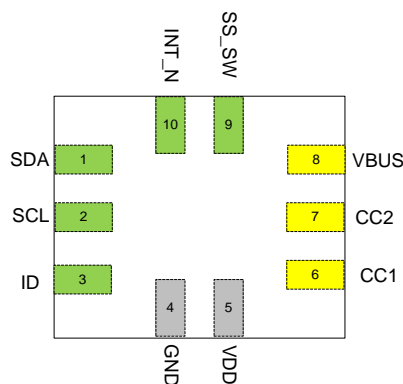 INT_N
SS_SW
10
9
SDA
1
8
VBUS
SCL
2
7
CC2
ID
3
6
CC1
4
5
GND
VDD